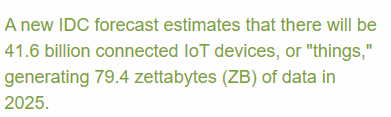 A new IDC forecast estimates that there will be
41.6 billion connected IoT devices, or "things,"
generating 79.4 zettabytes (ZB) of data in
2025.